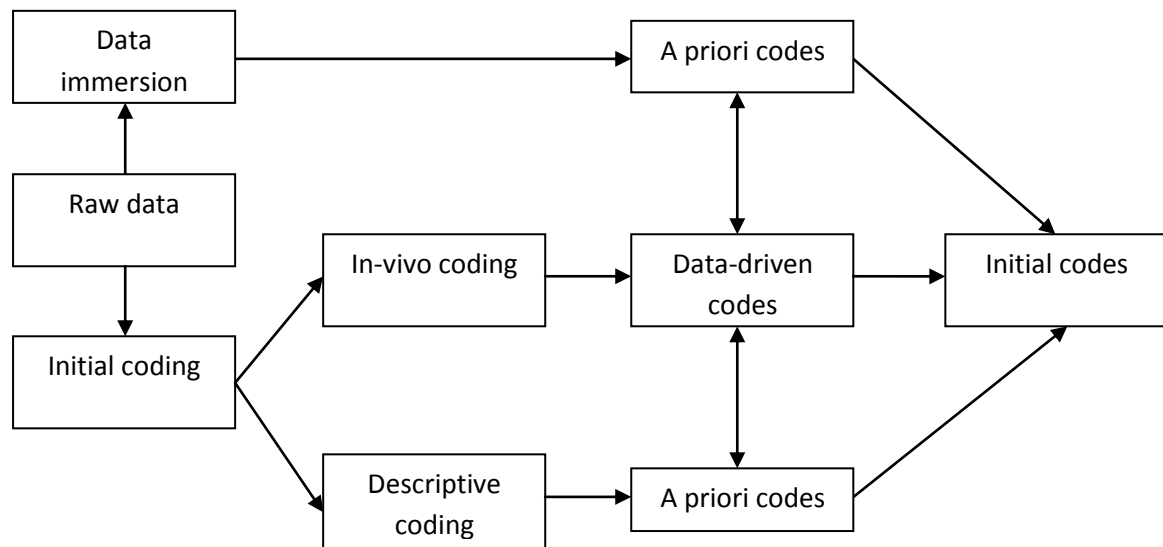 Data
immersion
A priori codes
Raw data
In-vivo coding
Data-driven
codes
Initial codes
Initial coding
Descriptive
coding
A priori codes